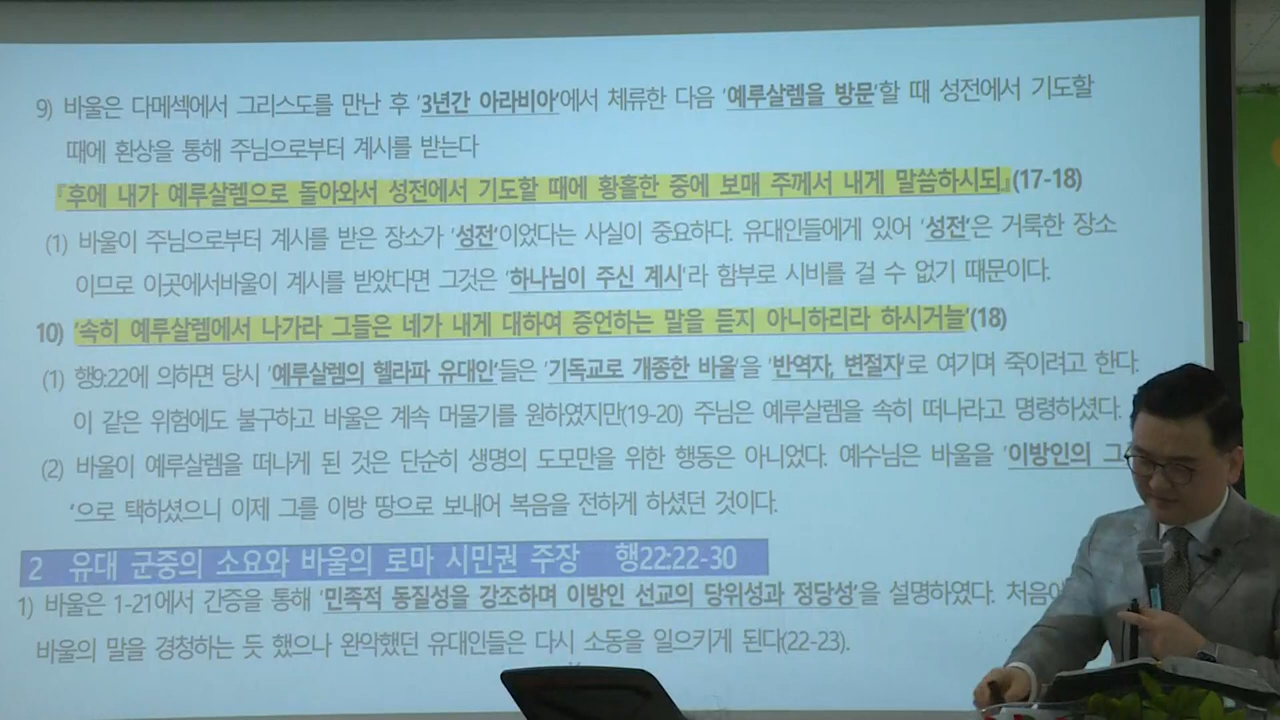 9) 바울은 다메섹에서 그리스도를 만난 후 '3년간 아라비아'에서 체류한 다음 '예루살렘을 방문'할 때 성전에서 기도할
때에 환상을 통해 주님으로부터 계시를 받는다
『후에 내가 예루살렘으로 돌아와서 성전에서 기도할 때에 황홀한 중에 보매 주께서 내게 말씀하시되』(17-18)
(1) 바울이 주님으로부터 계시를 받은 장소가 '성전'이었다는 사실이 중요하다. 유대인들에게 있어 '성전'은 거룩한 장소
이므로 이곳에서바울이 계시를 받았다면 그것은 '하나님이 주신 계시'라 함부로 시비를 걸 수 없기 때문이다.
10) '속히 예루살렘에서 나가라 그들은 네가 내게 대하여 증언하는 말을 듣지 아니하리라 하시거늘'(18)
(1) 행9:22에 의하면 당시 '예루살렘의 헬라파 유대인'들은 '기독교로 개종한 바울'을 '반역자, 변절자'로 여기며 죽이려고 한다.
이 같은 위험에도 불구하고 바울은 계속 머물기를 원하였지만(19-20) 주님은 예루살렘을 속히 떠나라고 명령하셨다.
(2) 바울이 예루살렘을 떠나게 된 것은 단순히 생명의 도모만을 위한 행동은 아니었다. 예수님은 바울을 '이방인의
'으로 택하셨으니 이제 그를 이방 땅으로 보내어 복음을 전하게 하셨던 것이다.
2 유대 군중의 소요와 바울의 로마 시민권 주장 행22:22-30
1) 바울은 1-21에서 간증을 통해 '민족적 동질성을 강조하며 이방인 선교의 당위성과 정당성'을 설명하였다.
바울의 말을 경청하는 듯 했으나 완악했던 유대인들은 다시 소동을 일으키게 된다(22-23).